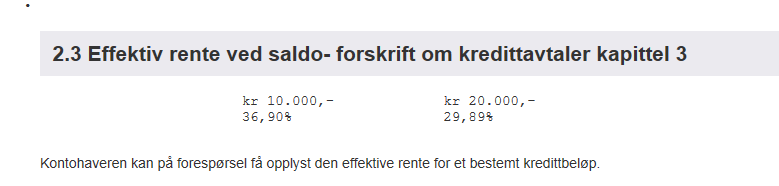 2.3 Effektiv rente ved saldo- forskrift om kredittavtaler kapittel 3
kr 10.000,– kr 20.000,–
36,90% 29,89%
Kontohaveren kan på forespørsel få opplyst den effektive rente for et bestemt kredittbeløp.